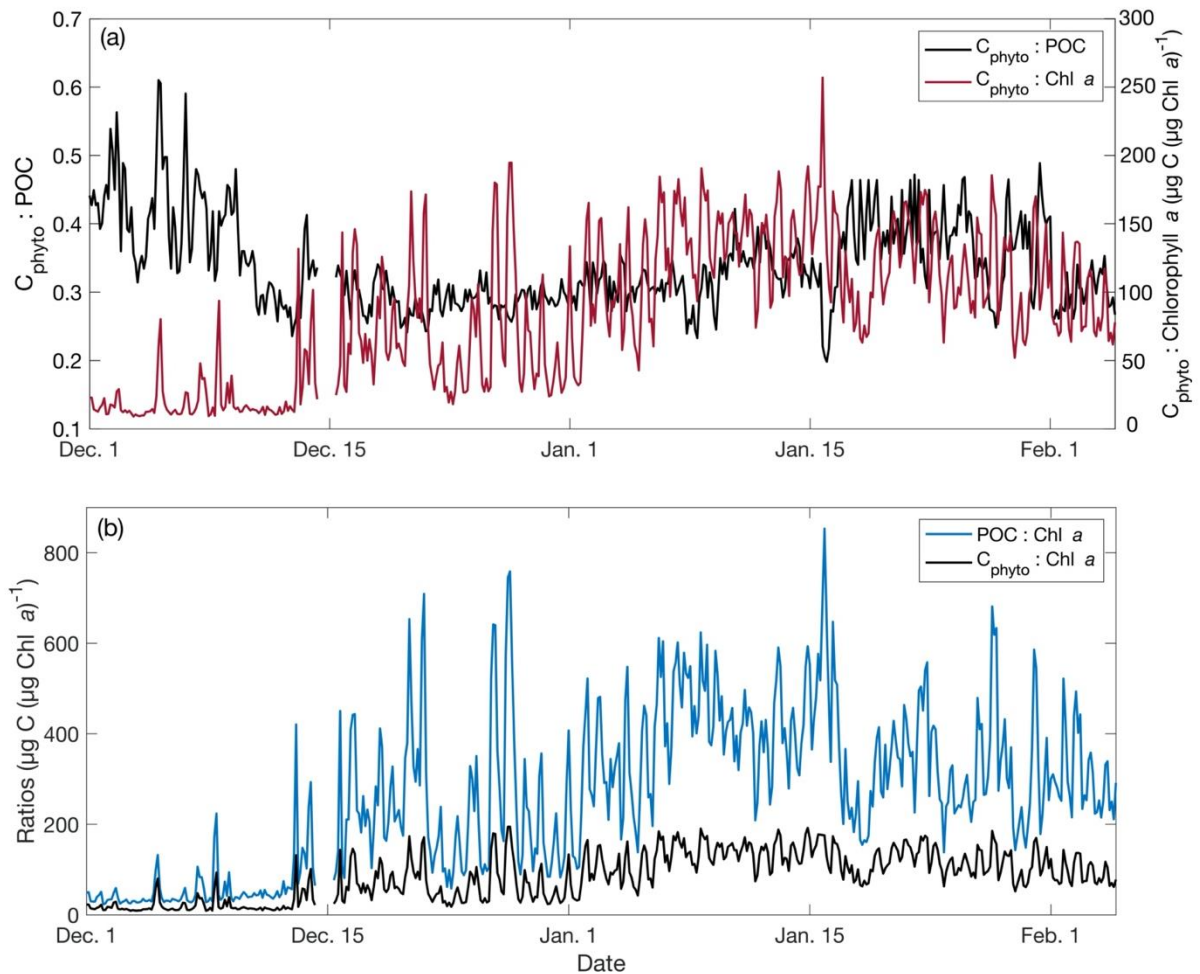 (a)
C_phyto : POC
C_phyto : Chl a
0.7
0.6
0.5
0.4
0.3
0.2
0.1
C_phyto : POC
300
250
200
150
100
50
0
C_phyto : Chlorophyll a (µg C (µg Chl a)^-1)
Dec. 1
Dec. 15
Jan. 1
Jan. 15
Feb. 1
(b)
POC : Chl a
C_phyto : Chl a
800
600
400
200
0
Ratios (µg C (µg Chl a)^-1)
Dec. 1
Dec. 15
Jan. 1
Jan. 15
Feb. 1
Date